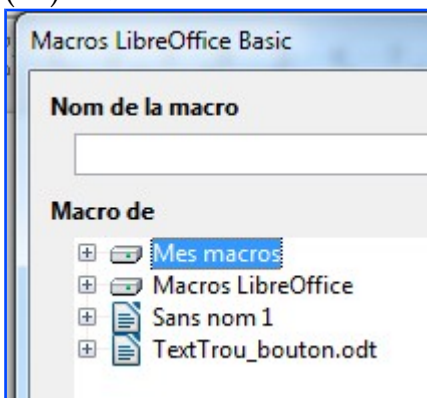 Macros LibreOffice Basic
Nom de la macro
Macro de
Mes macros
Macros LibreOffice
Sans nom 1
TextTrou_bouton.odt